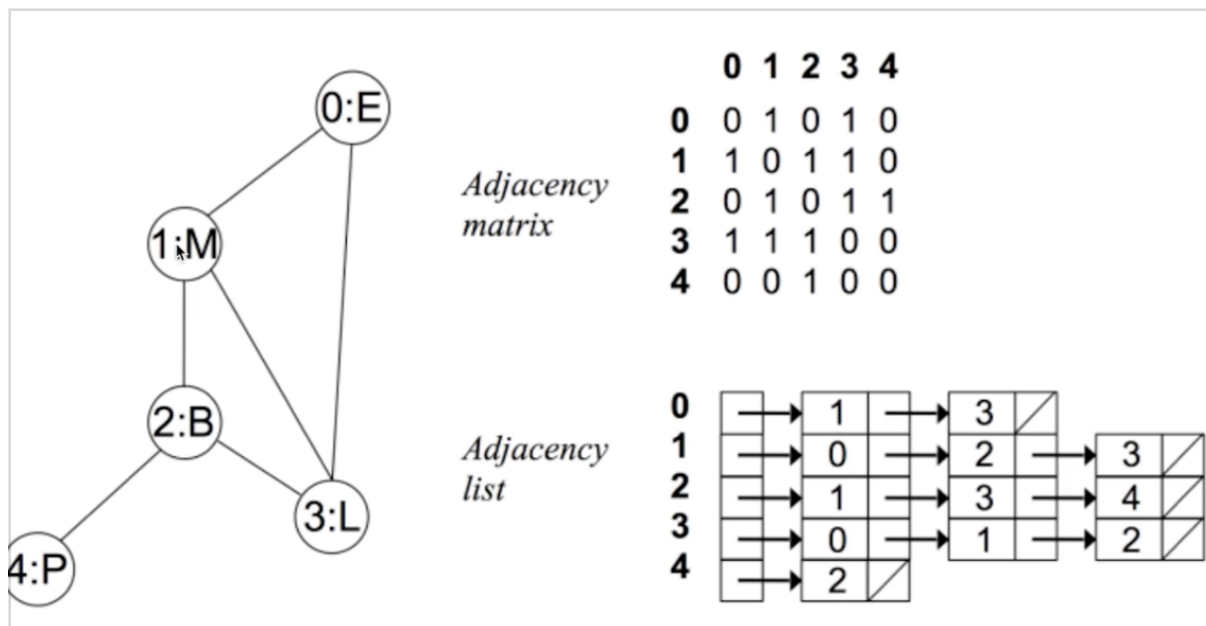 0:E
1:M
2:B
3:L
4:P
Adjacency
matrix
0 1 2 3 4
0 0 1 0 1 0
1 1 0 1 1 0
2 0 1 0 1 1
3 1 1 1 0 0
4 0 0 1 0 0
Adjacency
list
0 1 3
1 0 2 3
2 1 3 4
3 0 1 2
4 2